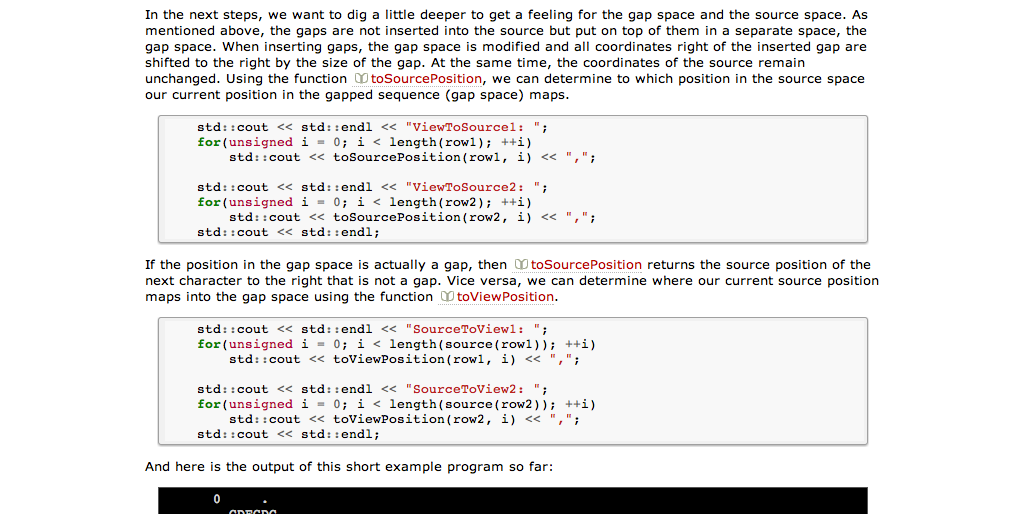 In the next steps, we want to dig a little deeper to get a feeling for the gap space and the source space. As
mentioned above, the gaps are not inserted into the source but put on top of them in a separate space, the
gap space. When inserting gaps, the gap space is modified and all coordinates right of the inserted gap are
shifted to the right by the size of the gap. At the same time, the coordinates of the source remain
unchanged. Using the function toSourcePosition, we can determine to which position in the source space
our current position in the gapped sequence (gap space) maps.
std::cout << std::endl << "ViewToSource1: ";
for(unsigned i = 0; i < length(row1); ++i)
std::cout << toSourcePosition(row1, i) << ",";
std::cout << std::endl << "ViewToSource2: ";
for(unsigned i = 0; i < length(row2); ++i)
std::cout << toSourcePosition(row2, i) << ",";
std::cout << std::endl;
If the position in the gap space is actually a gap, then toSourcePosition returns the source position of the
next character to the right that is not a gap. Vice versa, we can determine where our current source position
maps into the gap space using the function toViewPosition.
std::cout << std::endl << "SourceToView1: ";
for(unsigned i = 0; i < length(source(row1)); ++i)
std::cout << toViewPosition(row1, i) << ",";
std::cout << std::endl << "SourceToView2: ";
for(unsigned i = 0; i < length(source(row2)); ++i)
std::cout << toViewPosition(row2, i) << ",";
std::cout << std::endl;
And here is the output of this short example program so far:
0 .